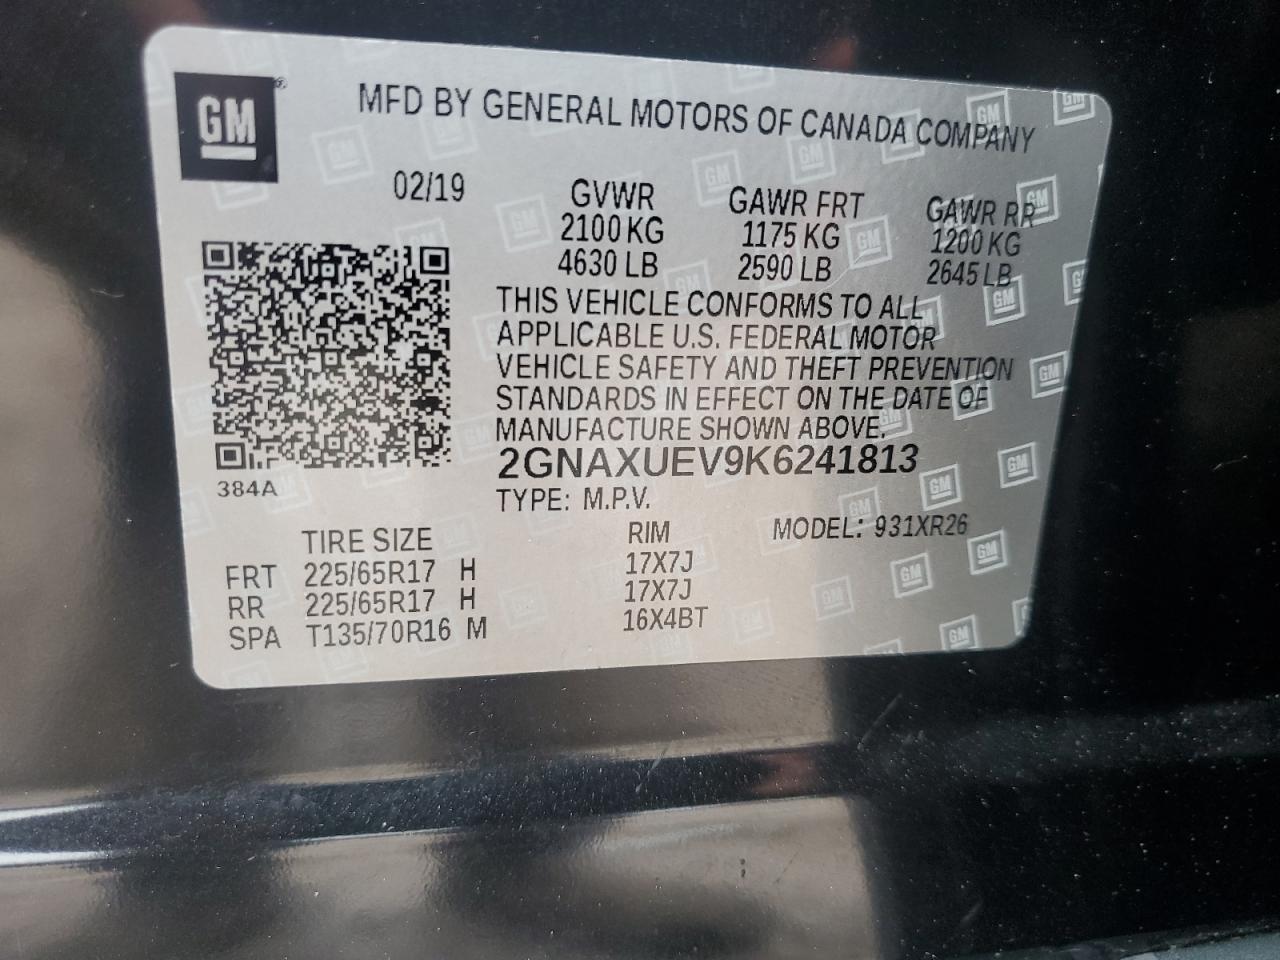 GM
MFD BY GENERAL MOTORS OF CANADA COMPANY
02/19
GVWR GAWR FRT GAWR RR
2100 KG 1175 KG 1200 KG
4630 LB 2590 LB 2645 LB
THIS VEHICLE CONFORMS TO ALL
APPLICABLE U.S. FEDERAL MOTOR
VEHICLE SAFETY AND THEFT PREVENTION
STANDARDS IN EFFECT ON THE DATE OF
MANUFACTURE SHOWN ABOVE.
2GNAXUEV9K6241813
384A
TYPE: M.P.V.
MODEL: 931XR26
TIRE SIZE RIM
FRT 225/65R17 H 17X7J
RR 225/65R17 H 17X7J
SPA T135/70R16 M 16X4BT